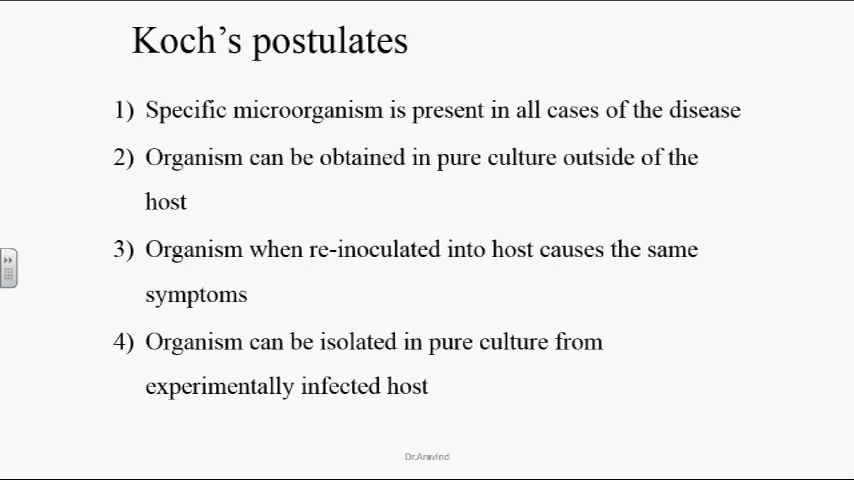 Koch's postulates
1) Specific microorganism is present in all cases of the disease
2) Organism can be obtained in pure culture outside of the
host
3) Organism when re-inoculated into host causes the same
symptoms
4) Organism can be isolated in pure culture from
experimentally infected host
Dr.Aravind